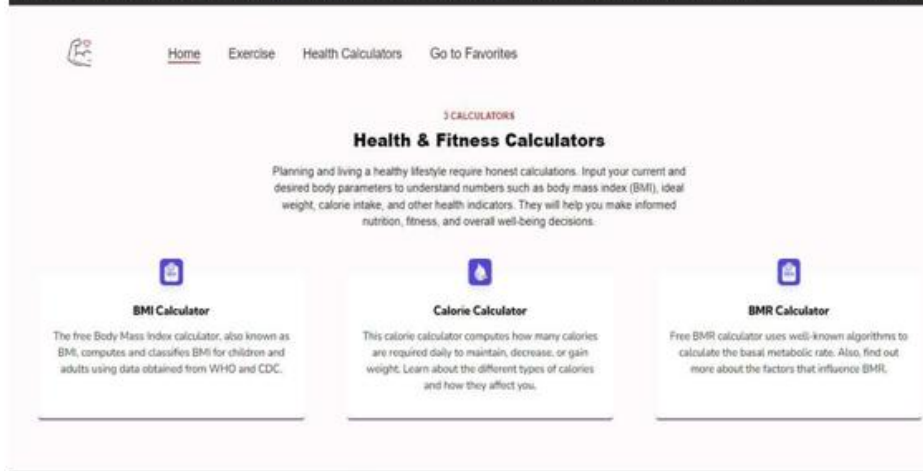 Home Exercise Health Calculators Go to Favorites
3 CALCULATORS
Health & Fitness Calculators
Planning and living a healthy lifestyle require honest calculations. Input your current and
desired body parameters to understand numbers such as body mass index (BMI), ideal
weight, calorie intake, and other health indicators. They will help you make informed
nutrition, fitness, and overall well-being decisions.
BMI Calculator
The free Body Mass Index calculator, also known as
BMI, computes and classifies BMI for children and
adults using data obtained from WHO and CDC.
Calorie Calculator
This calorie calculator computes how many calories
are required daily to maintain, decrease, or gain
weight. Learn about the different types of calories
and how they affect you.
BMR Calculator
Free BMR calculator uses well-known algorithms to
calculate the basal metabolic rate. Also, find out
more about the factors that influence BMR.